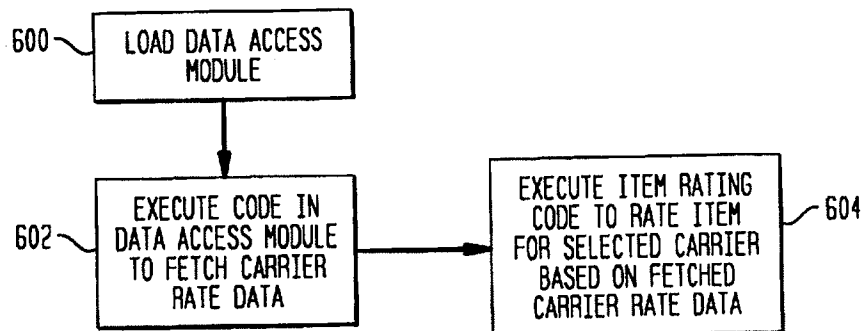 600
LOAD DATA ACCESS
MODULE
602
EXECUTE CODE IN
DATA ACCESS MODULE
TO FETCH CARRIER
RATE DATA
EXECUTE ITEM RATING
CODE TO RATE ITEM
FOR SELECTED CARRIER
BASED ON FETCHED
CARRIER RATE DATA
604